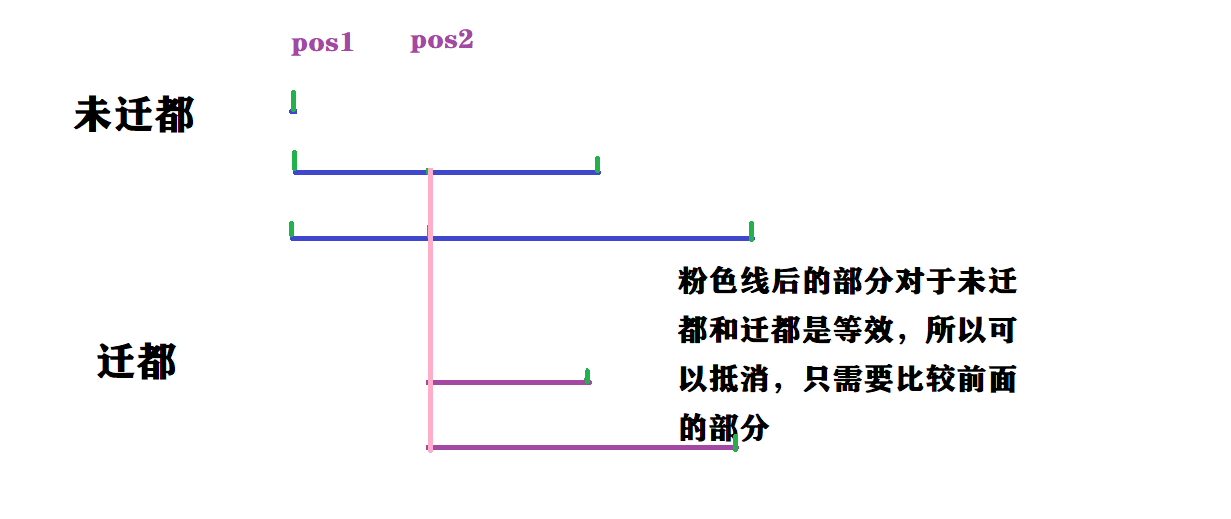 pos1 pos2
未迁都
粉色线后的部分对于未迁
都和迁都是等效，所以可
迁都
以抵消，只需要比较前面
的部分